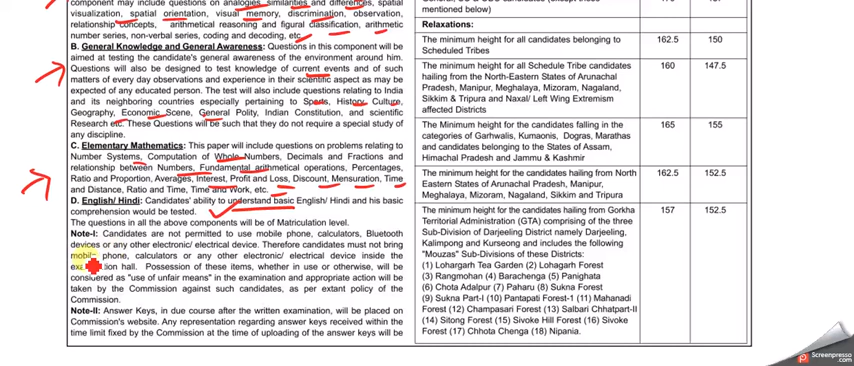 component may include questions on analogies, similarities and differences, spatial
visualization, spatial orientation, visual memory, discrimination, observation,
relationship concepts, arithmetical reasoning and figural classification, arithmetic
number series, non-verbal series, coding and decoding, etc.
B. General Knowledge and General Awareness: Questions in this component will be
aimed at testing the candidate's general awareness of the environment around him.
Questions will also be designed to test knowledge of current events and of such
matters of every day observations and experience in their scientific aspect as may be
expected of any educated person. The test will also include questions relating to India
and its neighboring countries especially pertaining to Sports, History, Culture,
Geography, Economic Scene, General Polity, Indian Constitution, and scientific
Research etc. These Questions will be such that they do not require a special study of
any discipline.
C. Elementary Mathematics: This paper will include questions on problems relating to
Number Systems, Computation of Whole Numbers, Decimals and Fractions and
relationship between Numbers, Fundamental arithmetical operations, Percentages,
Ratio and Proportion, Averages, Interest, Profit and Loss, Discount, Mensuration, Time
and Distance, Ratio and Time, Time and Work, etc.
D. English/ Hindi: Candidates' ability to understand basic English/ Hindi and his basic
comprehension would be tested.
The questions in all the above components will be of Matriculation level.
Note-I: Candidates are not permitted to use mobile phone, calculators, Bluetooth
devices or any other electronic/ electrical device. Therefore candidates must not bring
mobile phone, calculators or any other electronic/ electrical device inside the
hall. Possession of these items, whether in use or otherwise, will be
considered as "use of unfair means" in the examination and appropriate action will be
taken by the Commission against such candidates, as per extant policy of the
Commission.
Note-II: Answer Keys, in due course after the written examination, will be placed on
Commission's website. Any representation regarding answer keys received within the
time limit fixed by the Commission at the time of uploading of the answer keys will be
mentioned below)
Relaxations:
The minimum height for all candidates belonging to
Scheduled Tribes
162.5 150
The minimum height for all Schedule Tribe candidates
hailing from the North-Eastern States of Arunachal
Pradesh, Manipur, Meghalaya, Mizoram, Nagaland,
Sikkim & Tripura and Naxal/ Left Wing Extremism
affected Districts
160 147.5
The minimum height for the candidates falling in the
categories of Garhwalis, Kumaonis, Dogras, Marathas
and candidates belonging to the States of Assam,
Himachal Pradesh and Jammu & Kashmir
165 155
The minimum height for the candidates hailing from North
Eastern States of Arunachal Pradesh, Manipur,
Meghalaya, Mizoram, Nagaland, Sikkim and Tripura
162.5 152.5
The minimum height for the candidates hailing from Gorkha
Territorial Administration (GTA) comprising of the three
Sub-Division of Darjeeling District namely Darjeeling,
Kalimpong and Kurseong and includes the following
"Mouzas" Sub-Divisions of these Districts:
(1) Lohargarh Tea Garden (2) Lohagarh Forest
(3) Rangmohan (4) Barachenga (5) Panighata
(6) Chota Adalpur (7) Paharu (8) Sukna Forest
(9) Sukna Part-I (10) Pantapati Forest-1 (11) Mahanadi
Forest (12) Champasari Forest (13) Salbari Chhatpart-II
(14) Sitong Forest (15) Sivoke Hill Forest (16) Sivoke
Forest (17) Chhota Chenga (18) Nipania.
157 152.5
Screenpresso